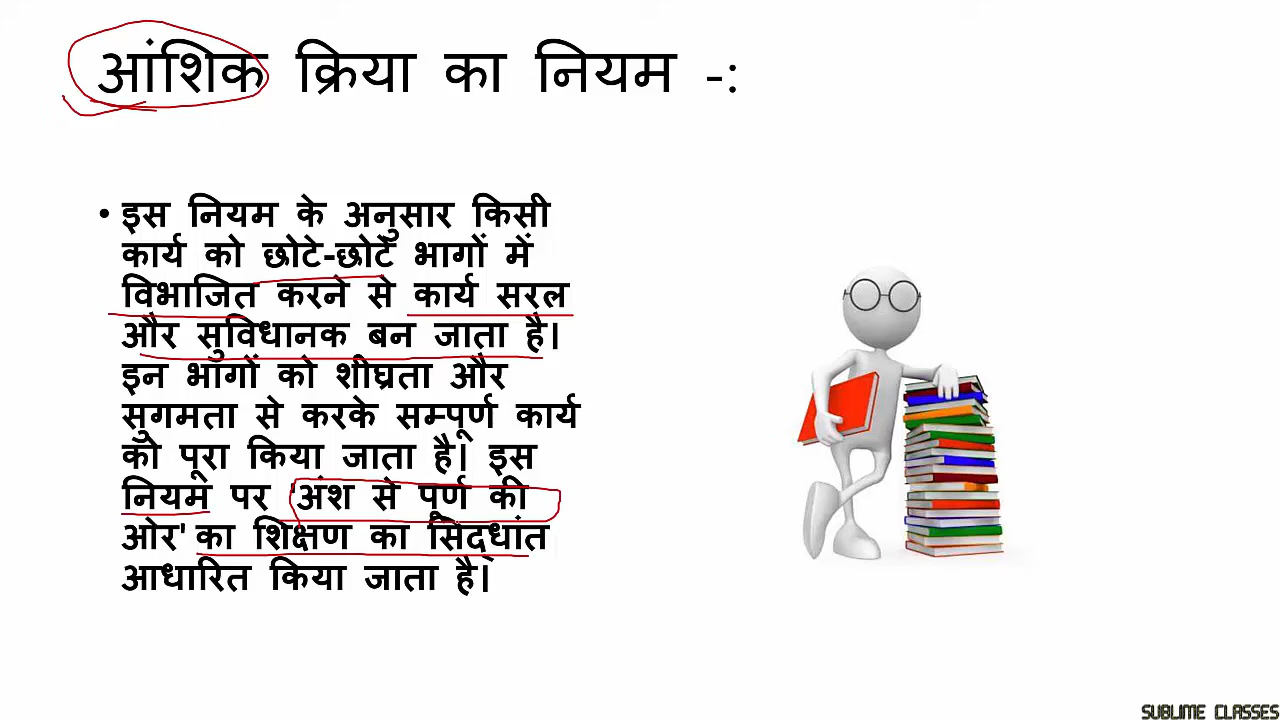 आंशिक क्रिया का नियम -:
• इस नियम के अनुसार किसी
कार्य को छोटे-छोटे भागों में
विभाजित करने से कार्य सरल
और सुविधानक बन जाता है।
इन भागों को शीघ्रता और
सुगमता से करके सम्पूर्ण कार्य
को पूरा किया जाता है। इस
नियम पर 'अंश से पूर्ण की
ओर' का शिक्षण का सिद्धांत
आधारित किया जाता है।
SUBLIME CLASSES